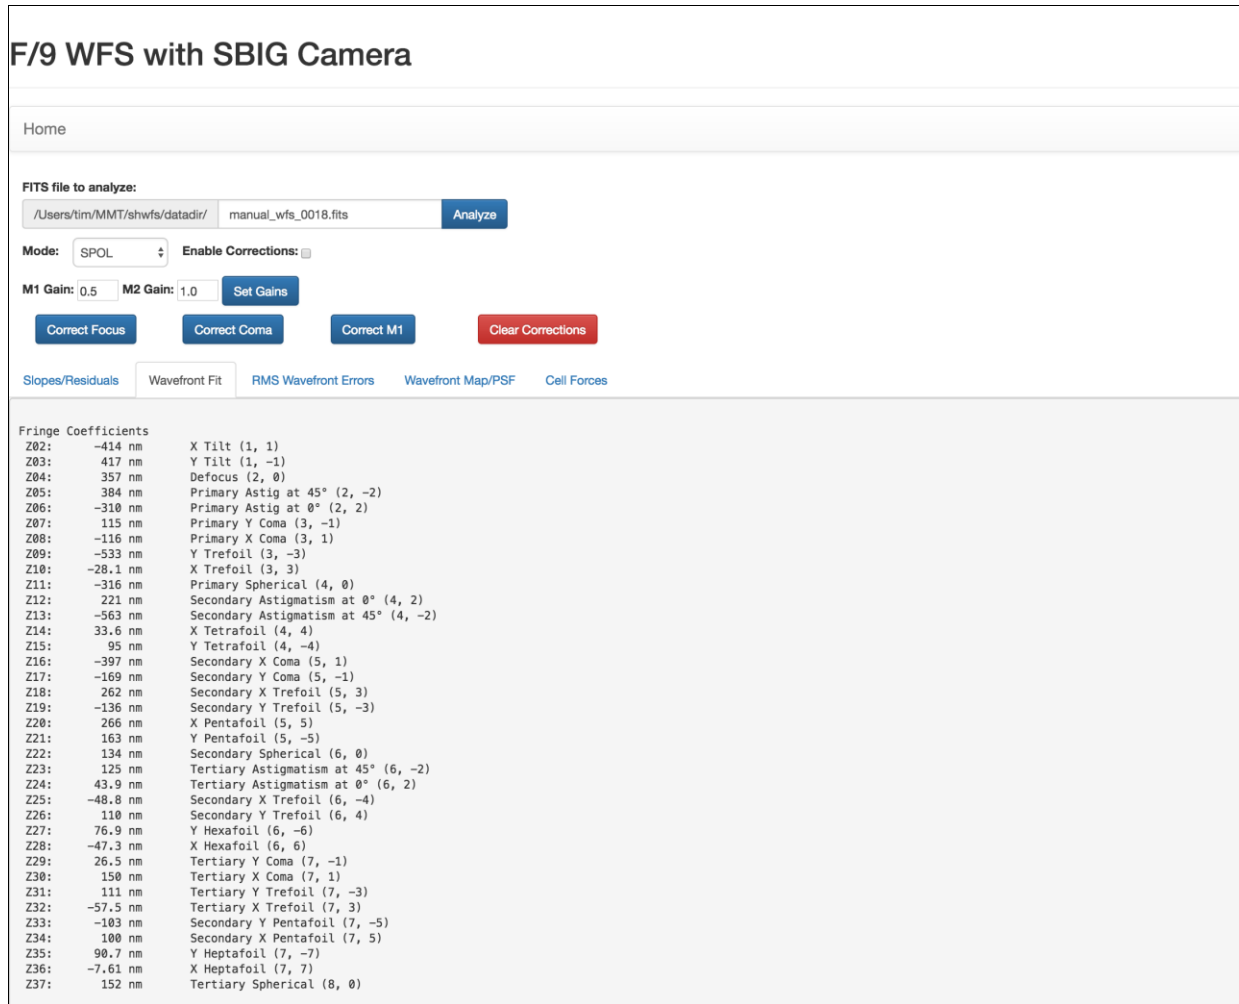 F/9 WFS with SBIG Camera
Home
FITS file to analyze:
/Users/tim/MMT/shwfs/datadir/ manual_wfs_0018.fits Analyze
Mode: SPOL Enable Corrections:
M1 Gain: 0.5 M2 Gain: 1.0 Set Gains
Correct Focus Correct Coma Correct M1 Clear Corrections
Slopes/Residuals Wavefront Fit RMS Wavefront Errors Wavefront Map/PSF Cell Forces
Fringe Coefficients
Z02: -414 nm X Tilt (1, 1)
Z03: 417 nm Y Tilt (1, -1)
Z04: 357 nm Defocus (2, 0)
Z05: 384 nm Primary Astig at 45° (2, -2)
Z06: -310 nm Primary Astig at 0° (2, 2)
Z07: 115 nm Primary Y Coma (3, -1)
Z08: -116 nm Primary X Coma (3, 1)
Z09: -533 nm Y Trefoil (3, -3)
Z10: -28.1 nm X Trefoil (3, 3)
Z11: -316 nm Primary Spherical (4, 0)
Z12: 221 nm Secondary Astigmatism at 0° (4, 2)
Z13: -563 nm Secondary Astigmatism at 45° (4, -2)
Z14: 33.6 nm X Tetrafoil (4, 4)
Z15: 95 nm Y Tetrafoil (4, -4)
Z16: -397 nm Secondary X Coma (5, 1)
Z17: -169 nm Secondary Y Coma (5, -1)
Z18: 262 nm Secondary X Trefoil (5, 3)
Z19: -136 nm Secondary Y Trefoil (5, -3)
Z20: 266 nm X Pentafoil (5, 5)
Z21: 163 nm Y Pentafoil (5, -5)
Z22: 134 nm Secondary Spherical (6, 0)
Z23: 125 nm Tertiary Astigmatism at 45° (6, -2)
Z24: 43.9 nm Tertiary Astigmatism at 0° (6, 2)
Z25: -48.8 nm Secondary X Trefoil (6, -4)
Z26: 110 nm Secondary Y Trefoil (6, 4)
Z27: 76.9 nm Y Hexafoil (6, -6)
Z28: -47.3 nm X Hexafoil (6, 6)
Z29: 26.5 nm Tertiary Y Coma (7, -1)
Z30: 150 nm Tertiary X Coma (7, 1)
Z31: 111 nm Tertiary Y Trefoil (7, -3)
Z32: -57.5 nm Tertiary X Trefoil (7, 3)
Z33: -103 nm Secondary Y Pentafoil (7, -5)
Z34: 100 nm Secondary X Pentafoil (7, 5)
Z35: 90.7 nm Y Heptafoil (7, -7)
Z36: -7.61 nm X Heptafoil (7, 7)
Z37: 152 nm Tertiary Spherical (8, 0)